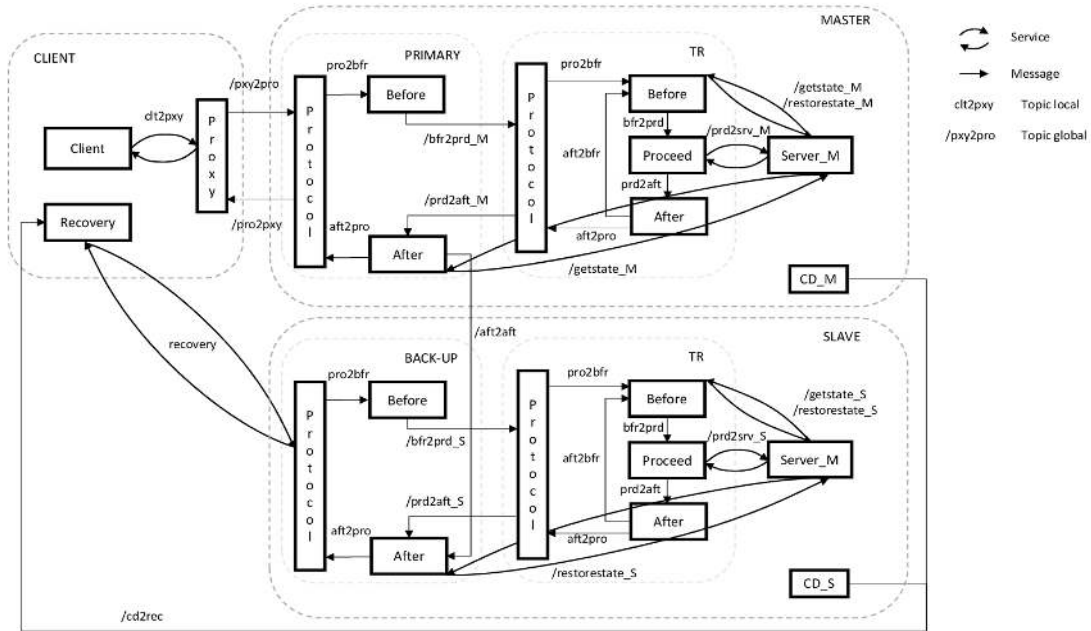 MASTER
CLIENT
PRIMARY
TR
Service
Message
clt2pxy Topic local
/pxy2pro Topic global
pro2bfr
pro2bfr
/pxy2pro
Before
Before
/getstate_M
/restorestate_M
clt2pxy
Client
Proxy
Protocol
/bfr2prd_M
Protocol
bfr2prd
aft2bfr
Proceed
/prd2srv_M
Server_M
prd2aft
/prd2aft_M
Recovery
/pro2pxy
aft2pro
After
After
aft2pro
/getstate_M
CD_M
/aft2aft
recovery
SLAVE
BACK-UP
TR
pro2bfr
pro2bfr
Before
Before
/getstate_S
/restorestate_S
Protocol
/bfr2prd_S
Protocol
bfr2prd
aft2bfr
Proceed
/prd2srv_S
Server_M
prd2aft
/prd2aft_S
aft2pro
After
After
aft2pro
/restorestate_S
CD_S
/cd2rec